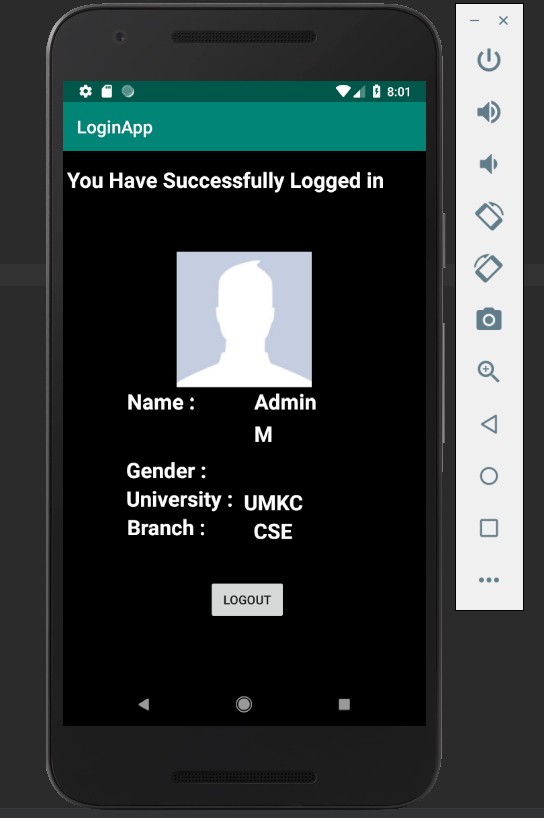 8:01
LoginApp
You Have Successfully Logged in
Name : Admin
M
Gender :
University : UMKC
Branch : CSE
LOGOUT